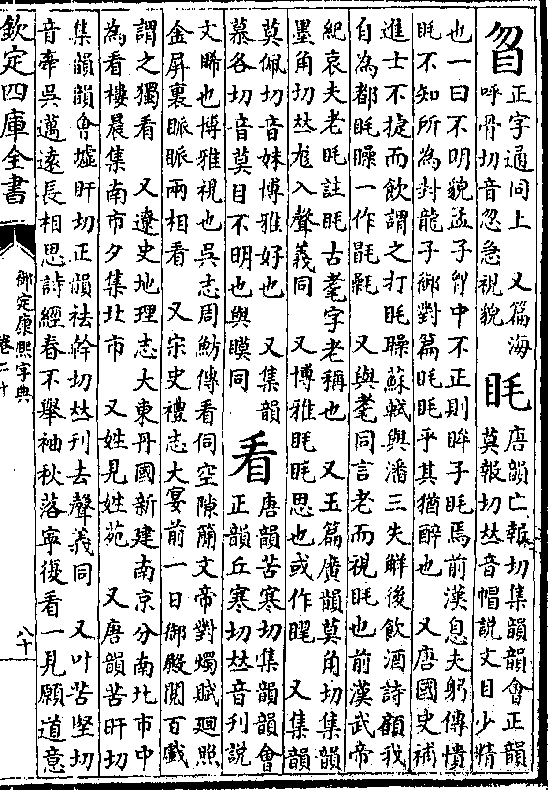 曶正字通同上 又篇海呼骨切音忽急視貌
眊唐韻亡報切集韻韻會正韻莫報切𠀤音帽説文目少精
也一曰不明貌孟子胷中不正則眸子眊焉前漢息夫躬傳憒
眊不知所為封龍子御對篇眊眊乎其猶醉也 又唐國史補
進士不捷而飲謂之打眊矂蘇軾與潘三失解後飲酒詩顧我
自為都眊矂一作毷氉 又與耄同言老而視眊也前漢武帝
紀哀夫老眊註眊古耄字老稱也 又玉篇廣韻莫角切集韻
墨角切𠀤尨入聲義同 又博雅眊眊思也或作䁅 又集韻
莫佩切音妹博雅好也 又集韻慕各切音莫目不明也與瞙同
看唐韻苦寒切集韻韻會正韻丘寒切𠀤音刊説
文睎也博雅視也吳志周魴傳看伺空隙簡文帝對燭賦廻照
金屏裏脈脈兩相看 又宋史禮志大宴前一日御殿閲百戲
謂之獨看 又遼史地理志大東丹國新建南京分南北市中
為看樓晨集南市夕集北市 又姓見姓苑 又唐韻苦旰切
集韻韻會墟旰切正韻袪幹切𠀤刊去聲義同 又叶苦堅切
音牽吳邁遠長相思詩經春不舉袖秋落寧復看一見願道意
欽定四庫全書
御定康熙字典
卷二十
八十